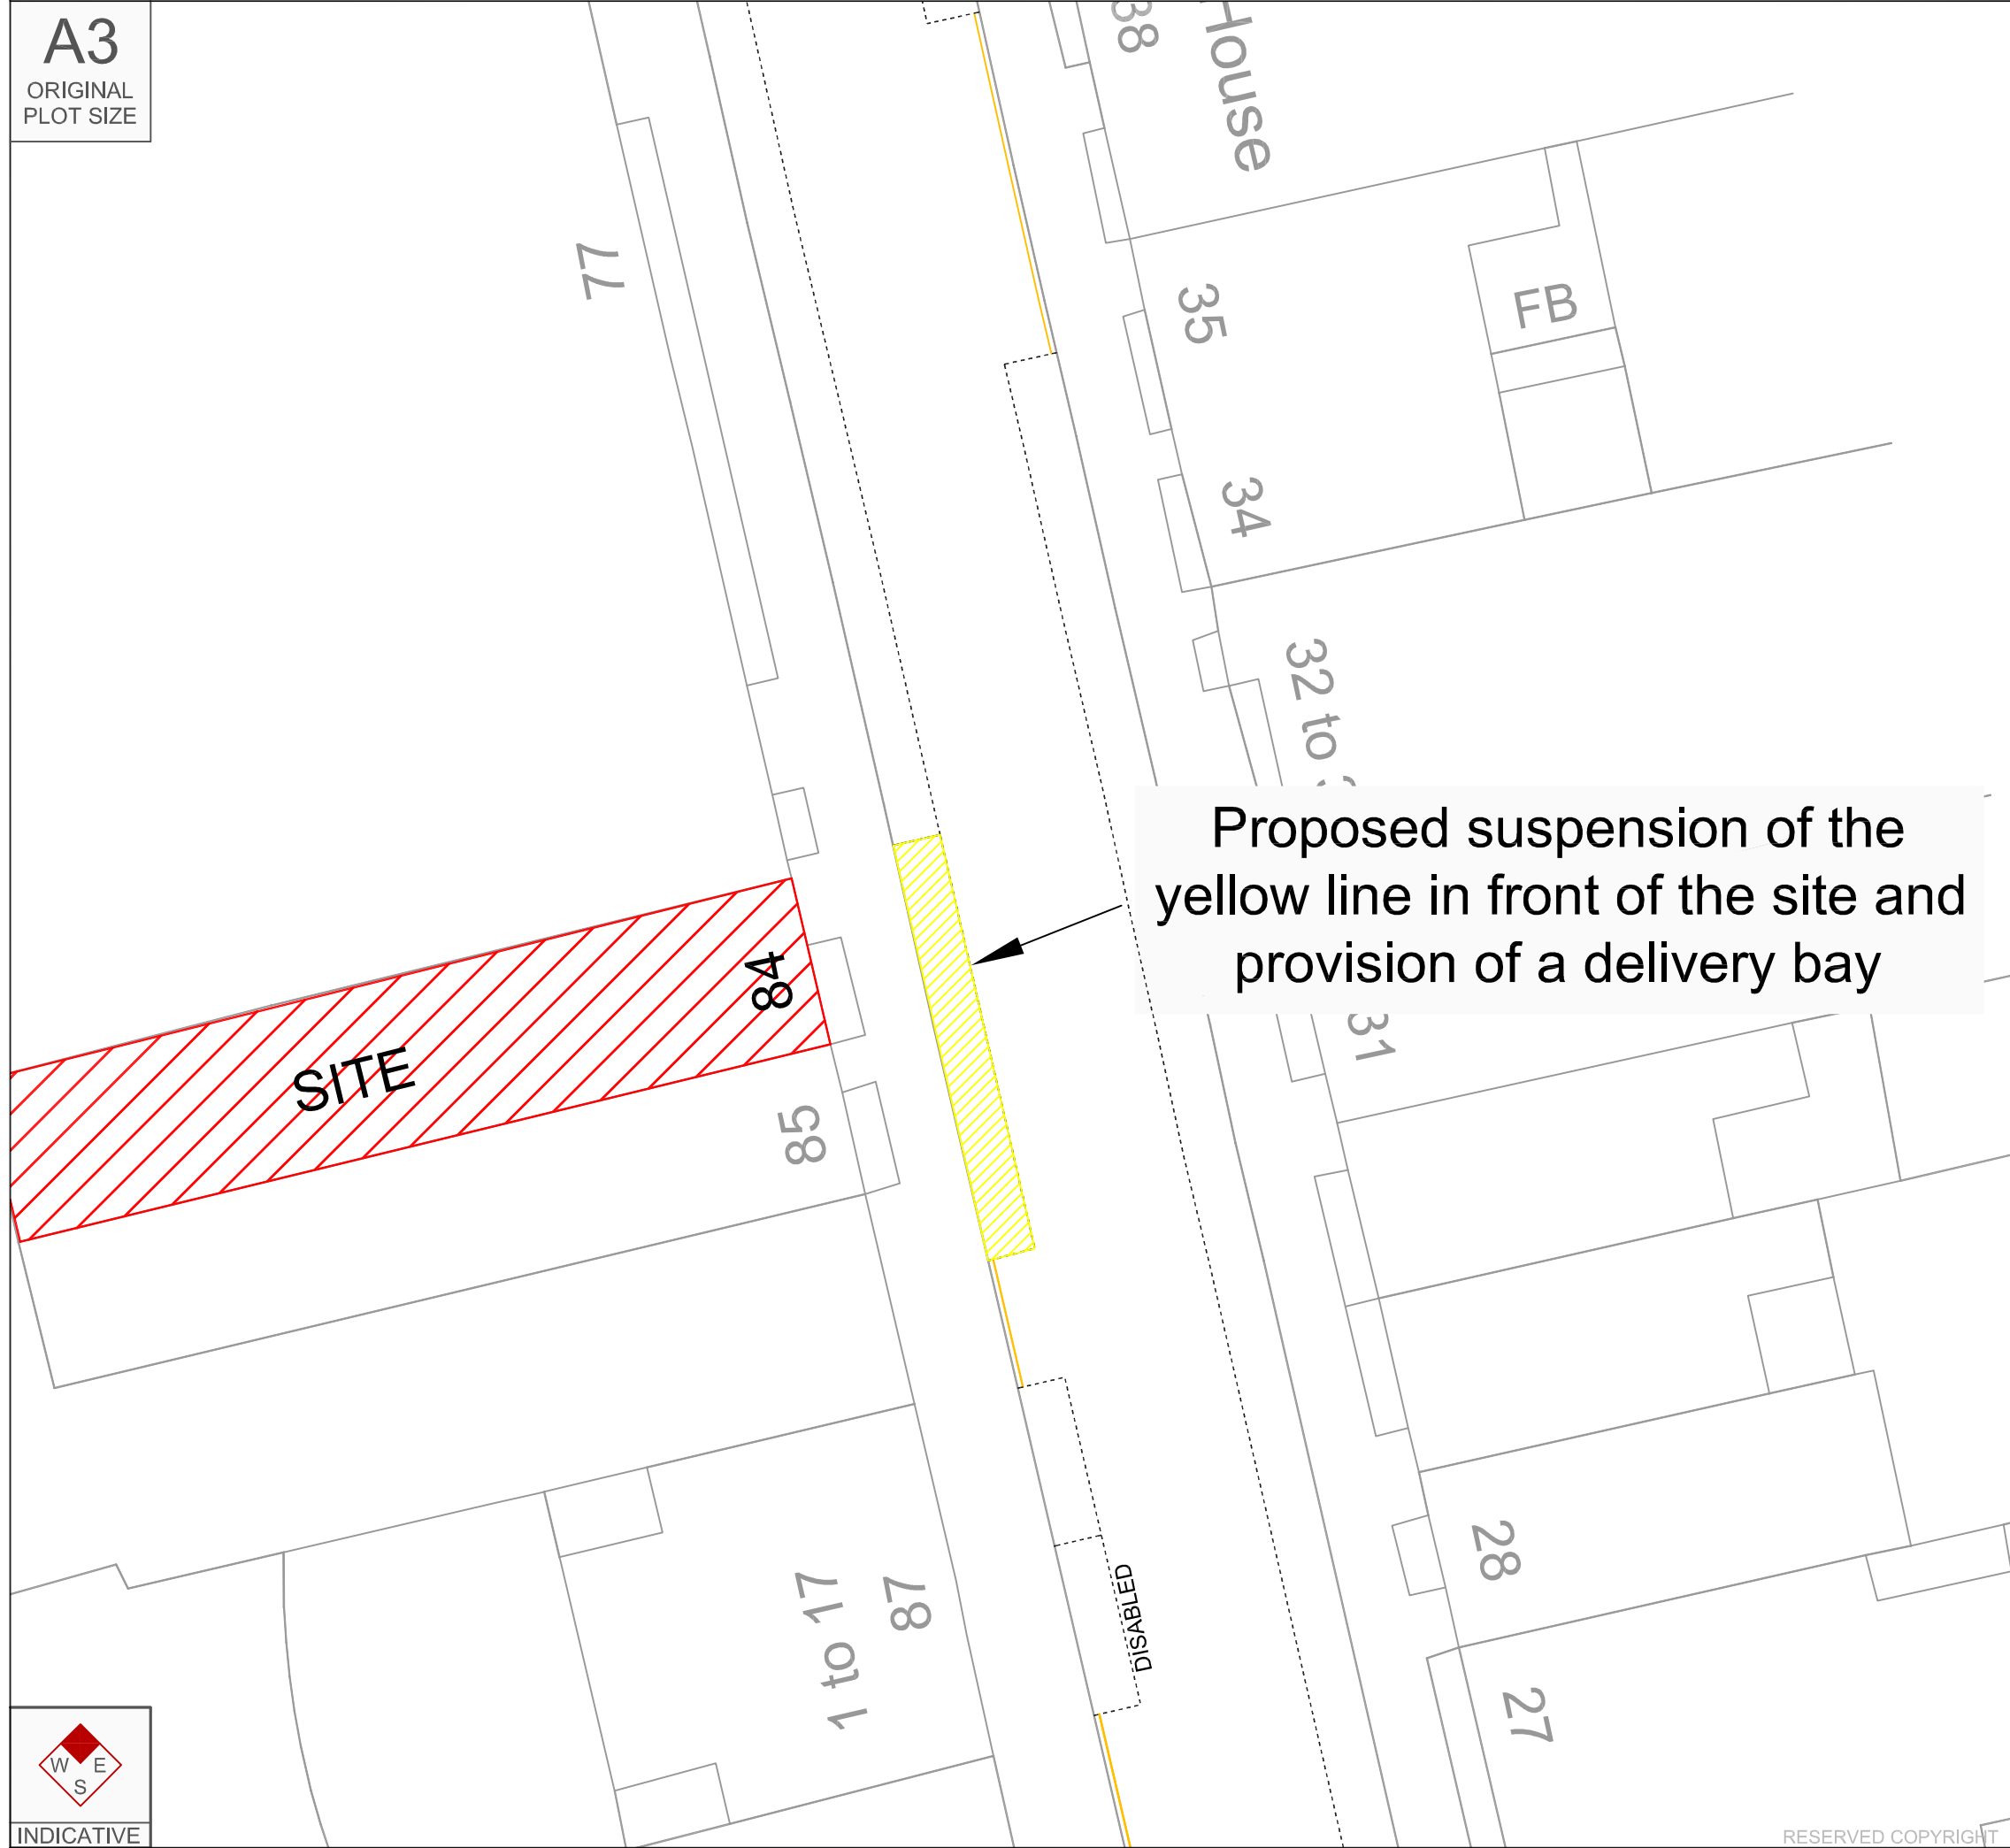 A3
ORIGINAL
PLOT SIZE
38
House
77
35
FB
34
32 to
Proposed suspension of the
yellow line in front of the site and
provision of a delivery bay
84
SITE
31
85
28
87
1 to 17
DISABLED
27
W E
S
INDICATIVE
RESERVED COPYRIGHT